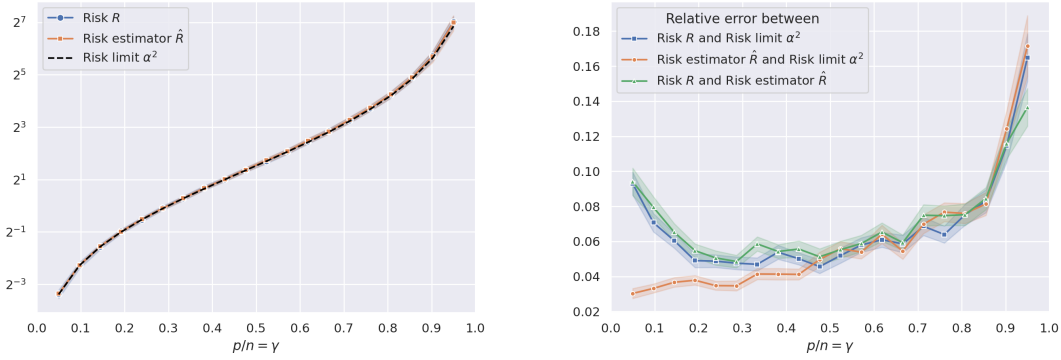 Risk R
Risk estimator R̂
Risk limit α²
2⁷
2⁵
2³
2¹
2⁻¹
2⁻³
0.0 0.1 0.2 0.3 0.4 0.5 0.6 0.7 0.8 0.9 1.0
p/n = γ
Relative error between
Risk R and Risk limit α²
Risk estimator R̂ and Risk limit α²
Risk R and Risk estimator R̂
0.18
0.16
0.14
0.12
0.10
0.08
0.06
0.04
0.02
0.0 0.1 0.2 0.3 0.4 0.5 0.6 0.7 0.8 0.9 1.0
p/n = γ